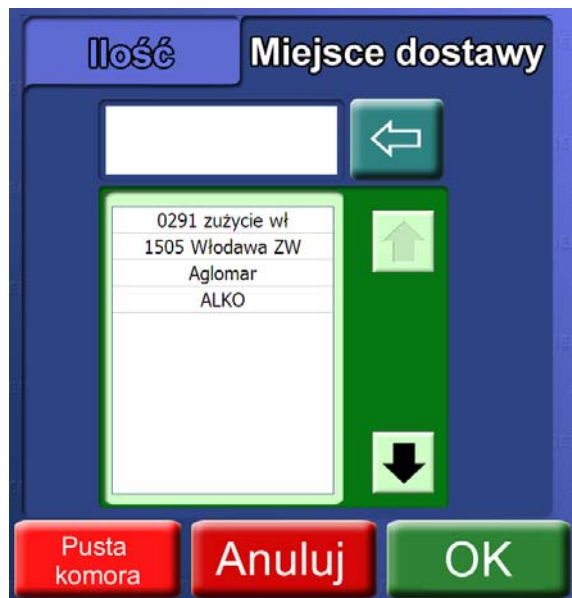 Ilość
Miejsce dostawy
0291 zużycie wł
1505 Włodawa ZW
Aglomar
ALKO
Pusta
komora
Anuluj
OK